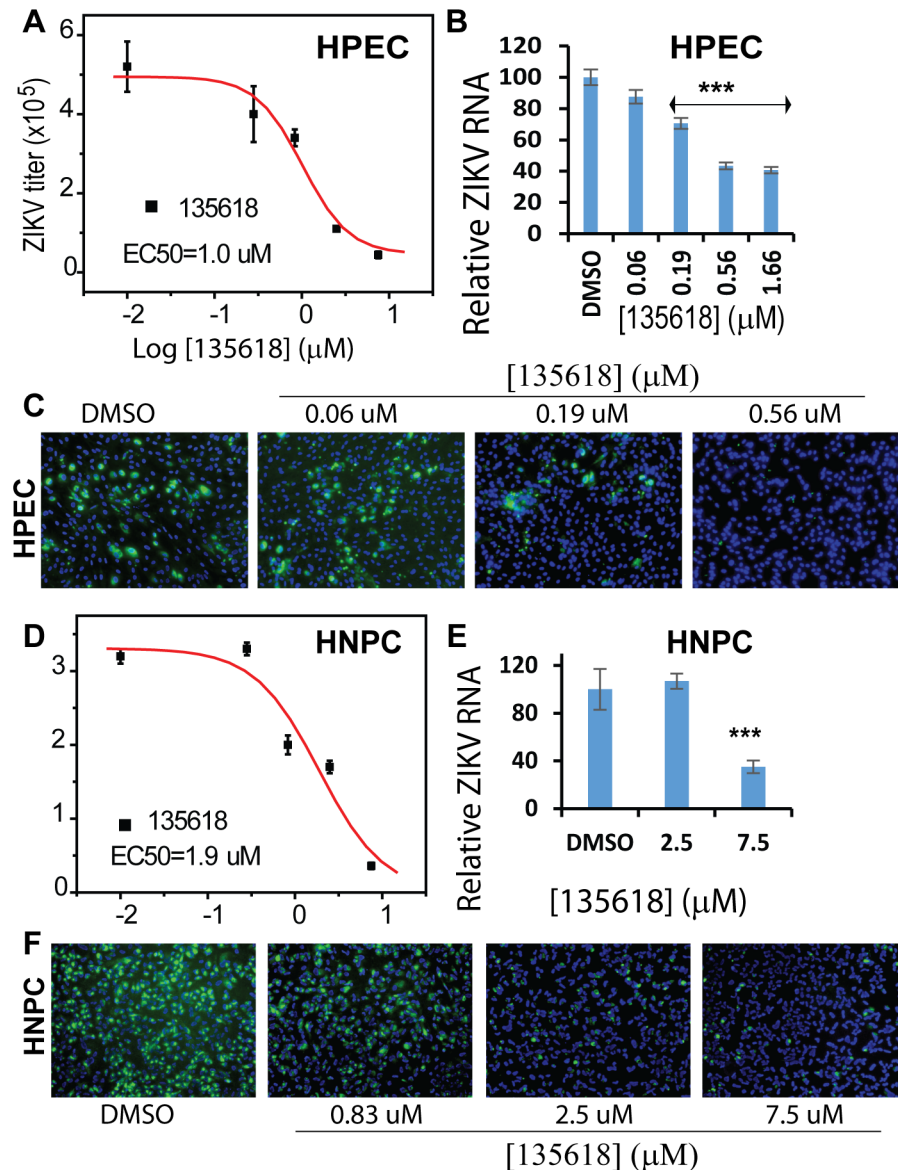 A
HPEC
6
4
2
0
ZIKV titer (x10⁵)
■ 135618
EC50=1.0 uM
-2 -1 0 1
Log [135618] (μM)
B
HPEC
120
100
80
60
40
20
0
Relative ZIKV RNA
***
DMSO 0.06 0.19 0.56 1.66
[135618] (μM)
[135618] (μM)
C
DMSO 0.06 uM 0.19 uM 0.56 uM
HPEC
D
HNPC
3
2
1
0
■ 135618
EC50=1.9 uM
-2 -1 0 1
E
HNPC
120
80
40
0
Relative ZIKV RNA
***
DMSO 2.5 7.5
[135618] (μM)
F
HNPC
DMSO 0.83 uM 2.5 uM 7.5 uM
[135618] (μM)